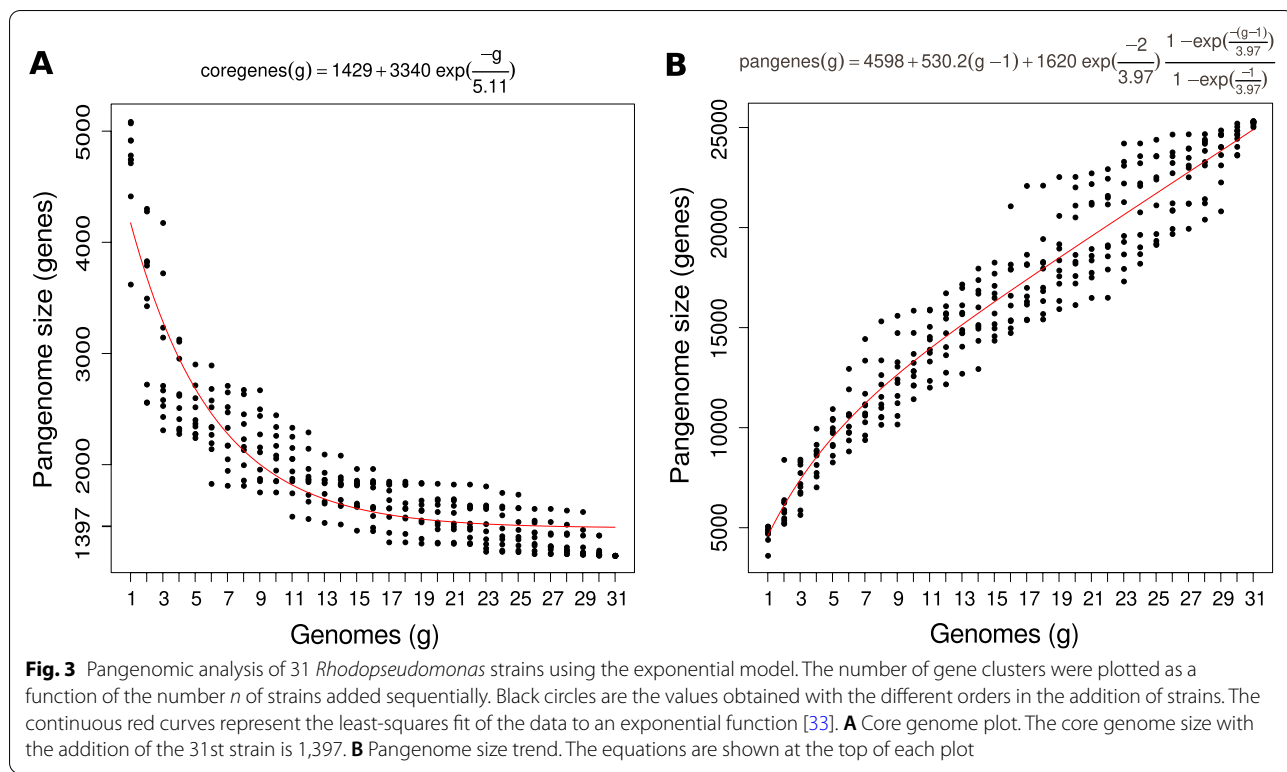 A
coregenes(g) = 1429 + 3340 exp(−g/5.11)
Pangenome size (genes)
5000
4000
3000
2000
1397
1 3 5 7 9 11 13 15 17 19 21 23 25 27 29 31
Genomes (g)
B
pangenes(g) = 4598 + 530.2(g −1) + 1620 exp(−2/3.97) 1 −exp(−(g−1)/3.97) / 1 −exp(−1/3.97)
Pangenome size (genes)
25000
20000
15000
10000
5000
1 3 5 7 9 11 13 15 17 19 21 23 25 27 29 31
Genomes (g)
Fig. 3 Pangenomic analysis of 31 Rhodopseudomonas strains using the exponential model. The number of gene clusters were plotted as a
function of the number n of strains added sequentially. Black circles are the values obtained with the different orders in the addition of strains. The
continuous red curves represent the least-squares fit of the data to an exponential function [33]. A Core genome plot. The core genome size with
the addition of the 31st strain is 1,397. B Pangenome size trend. The equations are shown at the top of each plot